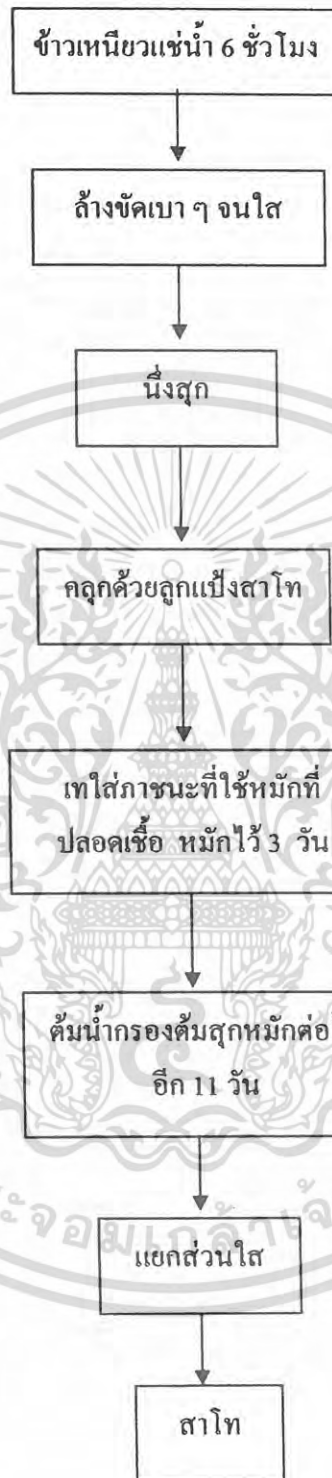 ข้าวเหนียวแช่น้ำ 6 ชั่วโมง
ล้างขัดเบา ๆ จนใส
นึ่งสุก
คลุกด้วยลูกแป้งสาโท
เทใส่ภาชนะที่ใช้หมักที่
ปลอดเชื้อ หมักไว้ 3 วัน
ต้มน้ำกรองต้มสุกหมักต่อ
อีก 11 วัน
แยกส่วนใส
สาโท